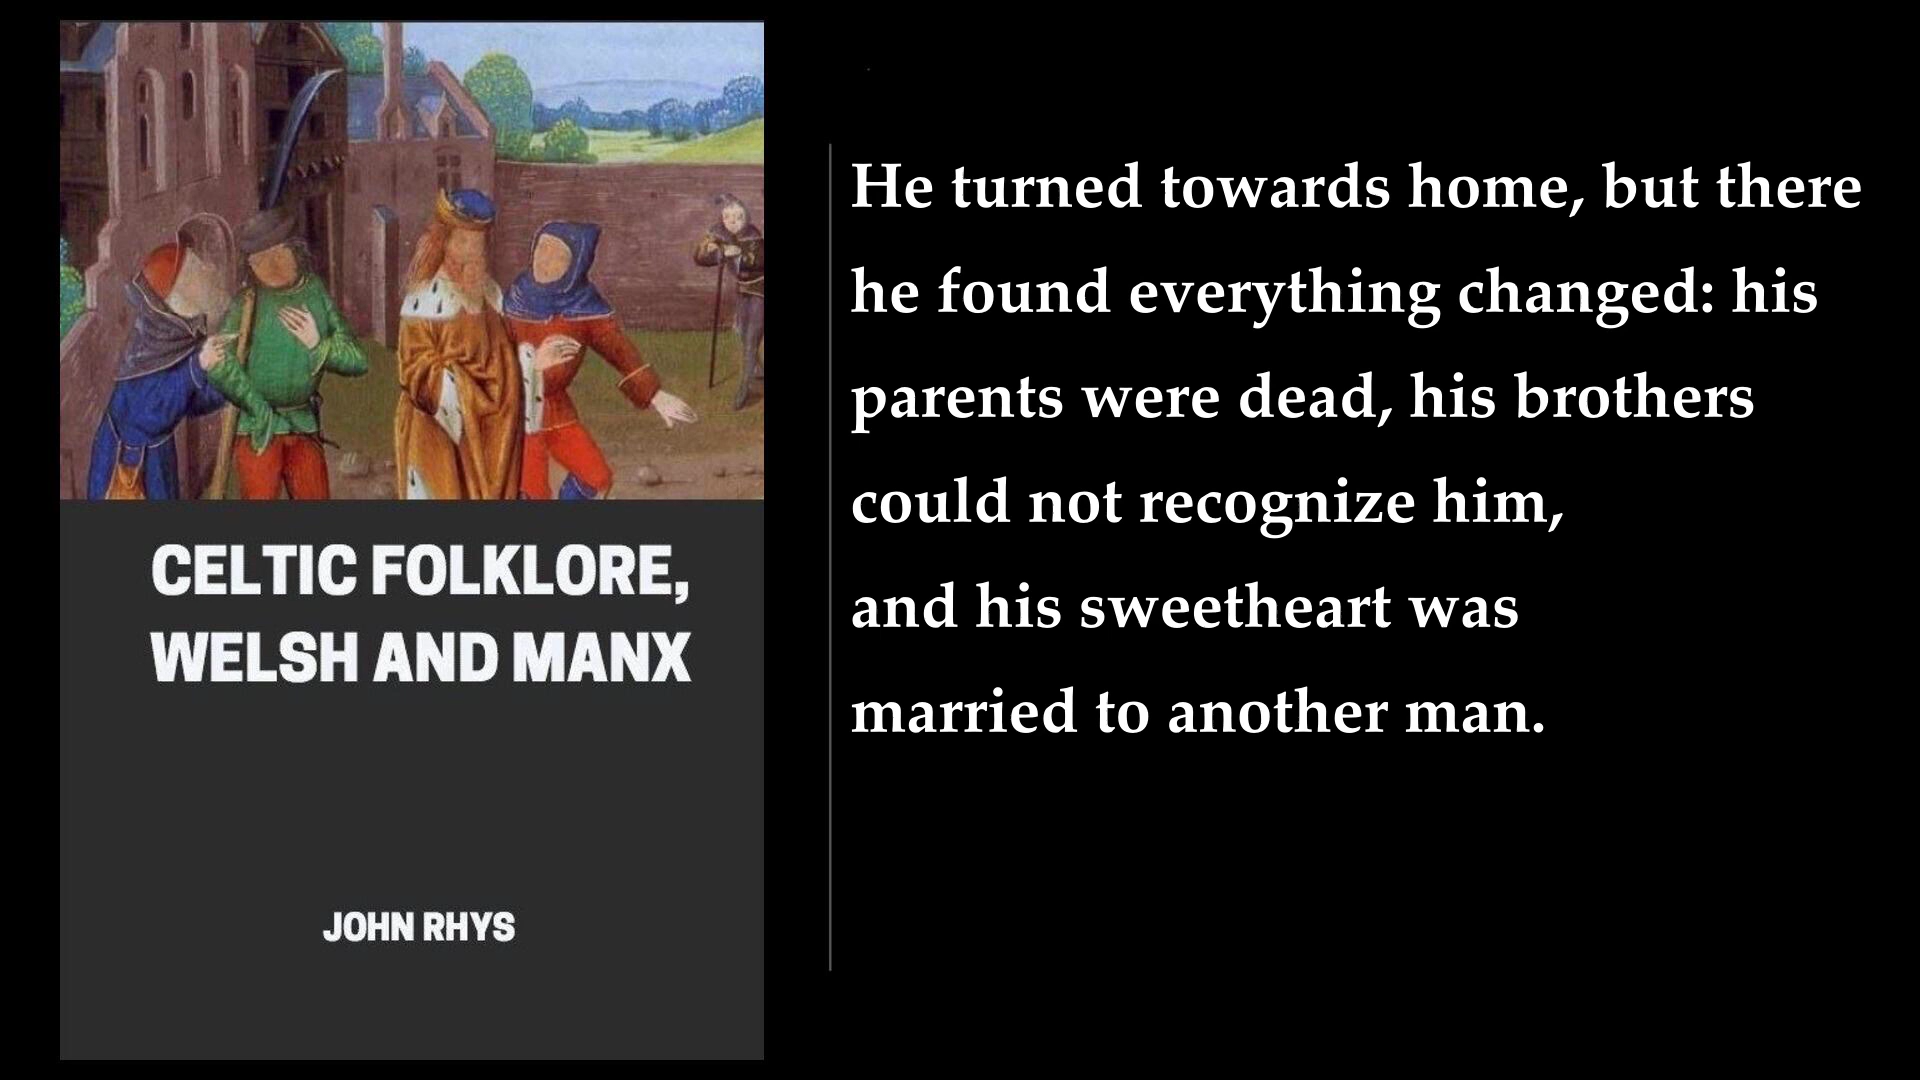 CELTIC FOLKLORE,
WELSH AND MANX
JOHN RHYS
He turned towards home, but there
he found everything changed: his
parents were dead, his brothers
could not recognize him,
and his sweetheart was
married to another man.